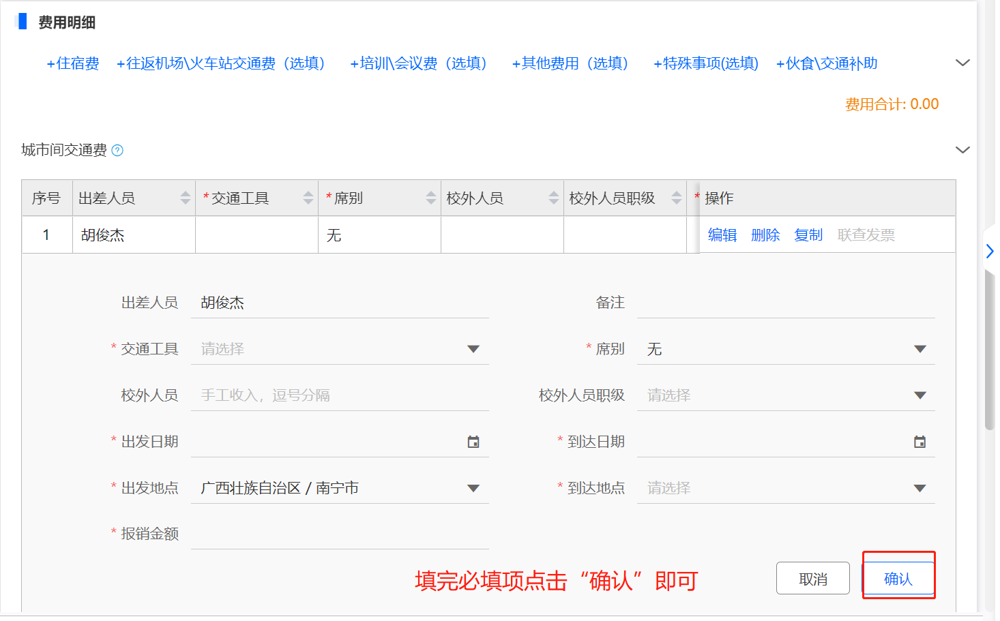 费用明细
+住宿费 +往返机场\火车站交通费（选填） +培训\会议费（选填） +其他费用（选填） +特殊事项(选填) +伙食\交通补助
费用合计: 0.00
城市间交通费 ?
序号 出差人员 *交通工具 *席别 校外人员 校外人员职级 * 操作
1 胡俊杰 无 编辑 删除 复制 联查发票
出差人员 胡俊杰 备注
* 交通工具 请选择 * 席别 无
校外人员 手工收入，逗号分隔 校外人员职级 请选择
* 出发日期 * 到达日期
* 出发地点 广西壮族自治区 / 南宁市 * 到达地点 请选择
* 报销金额
填完必填项点击“确认”即可 取消 确认